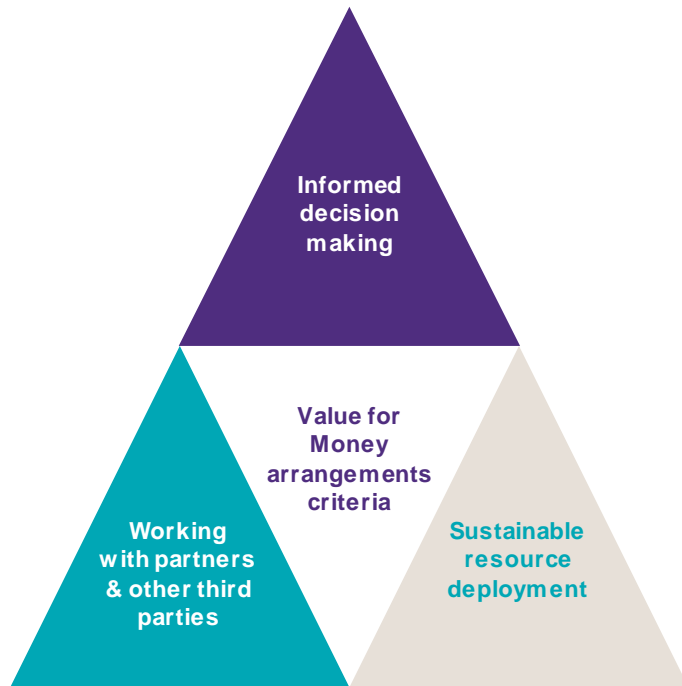 Informed
decision
making
Value for
Money
arrangements
criteria
Working
with partners
& other third
parties
Sustainable
resource
deployment